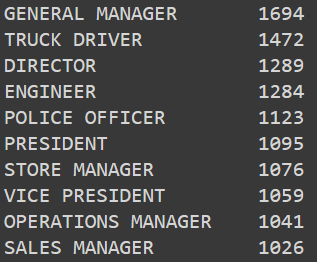 GENERAL MANAGER 1694
TRUCK DRIVER 1472
DIRECTOR 1289
ENGINEER 1284
POLICE OFFICER 1123
PRESIDENT 1095
STORE MANAGER 1076
VICE PRESIDENT 1059
OPERATIONS MANAGER 1041
SALES MANAGER 1026